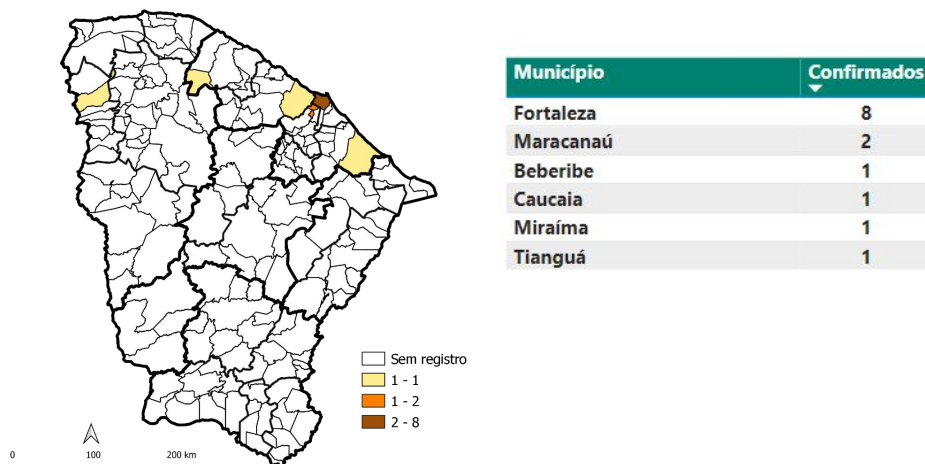 Município Confirmados
Fortaleza 8
Maracanaú 2
Beberibe 1
Caucaia 1
Miraíma 1
Tianguá 1
Sem registro
1 - 1
1 - 2
2 - 8
0 100 200 km